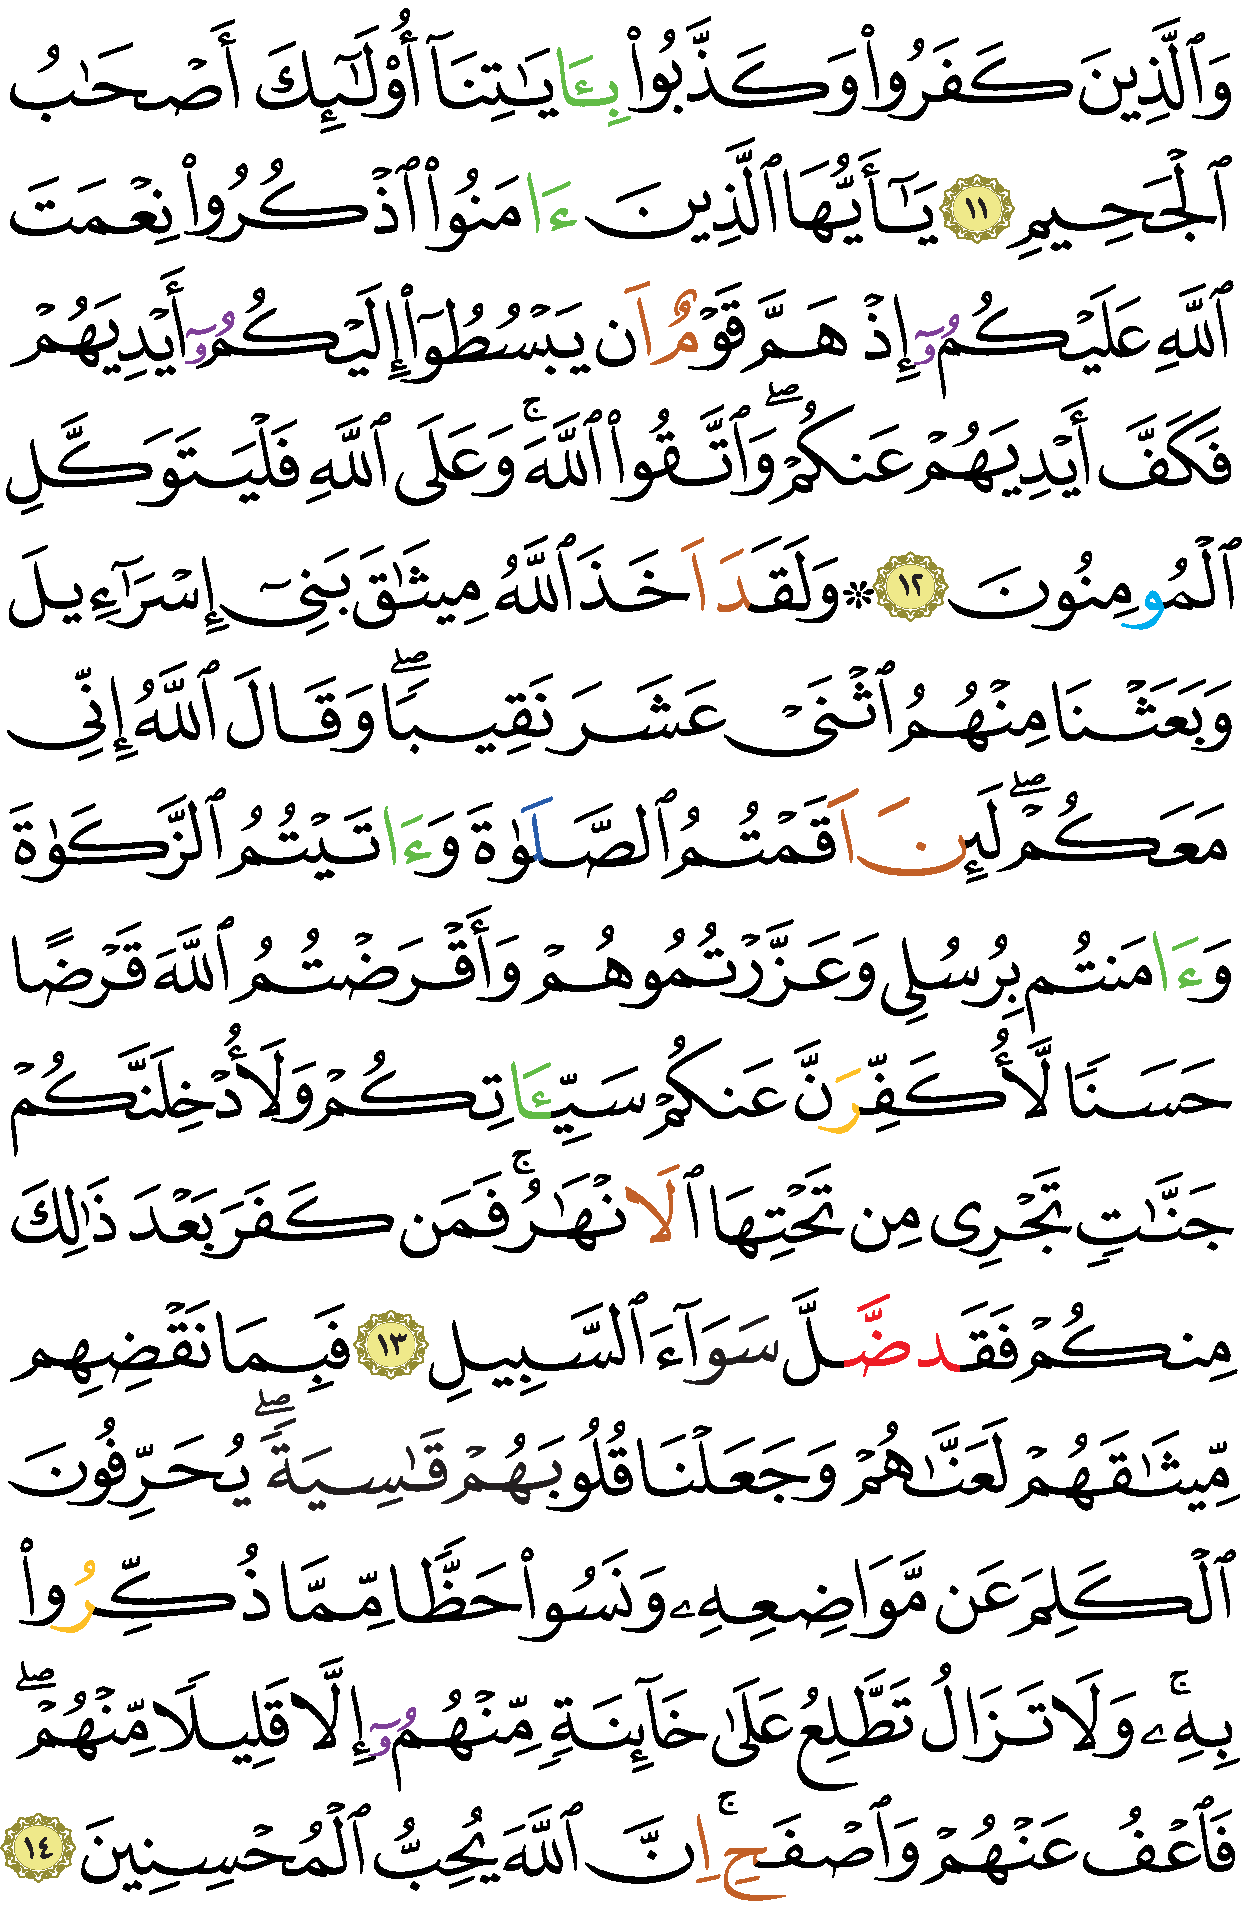 وَٱلَّذِينَ كَفَرُواْ وَكَذَّبُواْ بِـَٔايَٰتِنَآ أُوْلَٰٓئِكَ أَصْحَٰبُ
ٱلْجَحِيمِ ١١ يَٰٓأَيُّهَا ٱلَّذِينَ ءَامَنُواْ ٱذْكُرُواْ نِعْمَتَ
ٱللَّهِ عَلَيْكُمُۥٓ إِذْ هَمَّ قَوْمٌ اَن يَبْسُطُوٓاْ إِلَيْكُمُۥٓ أَيْدِيَهُمْ
فَكَفَّ أَيْدِيَهُمْ عَنكُمْۖ وَٱتَّقُواْ ٱللَّهَۚ وَعَلَى ٱللَّهِ فَلْيَتَوَكَّلِ
ٱلْمُومِنُونَ ١٢ ۞ وَلَقَدَ اَخَذَ ٱللَّهُ مِيثَٰقَ بَنِىٓ إِسْرَآءِيلَ
وَبَعَثْنَا مِنْهُمُ ٱثْنَىْ عَشَرَ نَقِيبًاۖ وَقَالَ ٱللَّهُ إِنِّى
مَعَكُمْۖ لَئِنَ اَقَمْتُمُ ٱلصَّلَوٰةَ وَءَاتَيْتُمُ ٱلزَّكَوٰةَ
وَءَامَنتُم بِرُسُلِى وَعَزَّرْتُمُوهُمْ وَأَقْرَضْتُمُ ٱللَّهَ قَرْضًا
حَسَنًا لَّأُكَفِّرَنَّ عَنكُمْ سَيِّـَٔاتِكُمْ وَلَأُدْخِلَنَّكُمْ
جَنَّٰتٍ تَجْرِى مِن تَحْتِهَا ٱلَانْهَٰرُۚ فَمَن كَفَرَ بَعْدَ ذَٰلِكَ
مِنكُمْ فَقَد ضَّلَّ سَوَآءَ ٱلسَّبِيلِ ١٣ فَبِمَا نَقْضِهِم
مِّيثَٰقَهُمْ لَعَنَّٰهُمْ وَجَعَلْنَا قُلُوبَهُمْ قَٰسِيَةًۖ يُحَرِّفُونَ
ٱلْكَلِمَ عَن مَّوَاضِعِهِۦ وَنَسُواْ حَظًّا مِّمَّا ذُكِّرُواْ
بِهِۦۚ وَلَا تَزَالُ تَطَّلِعُ عَلَىٰ خَآئِنَةٍ مِّنْهُمُۥٓ إِلَّا قَلِيلًا مِّنْهُمْۖ
فَٱعْفُ عَنْهُمْ وَٱصْفَحِۚ اِنَّ ٱللَّهَ يُحِبُّ ٱلْمُحْسِنِينَ ١٤